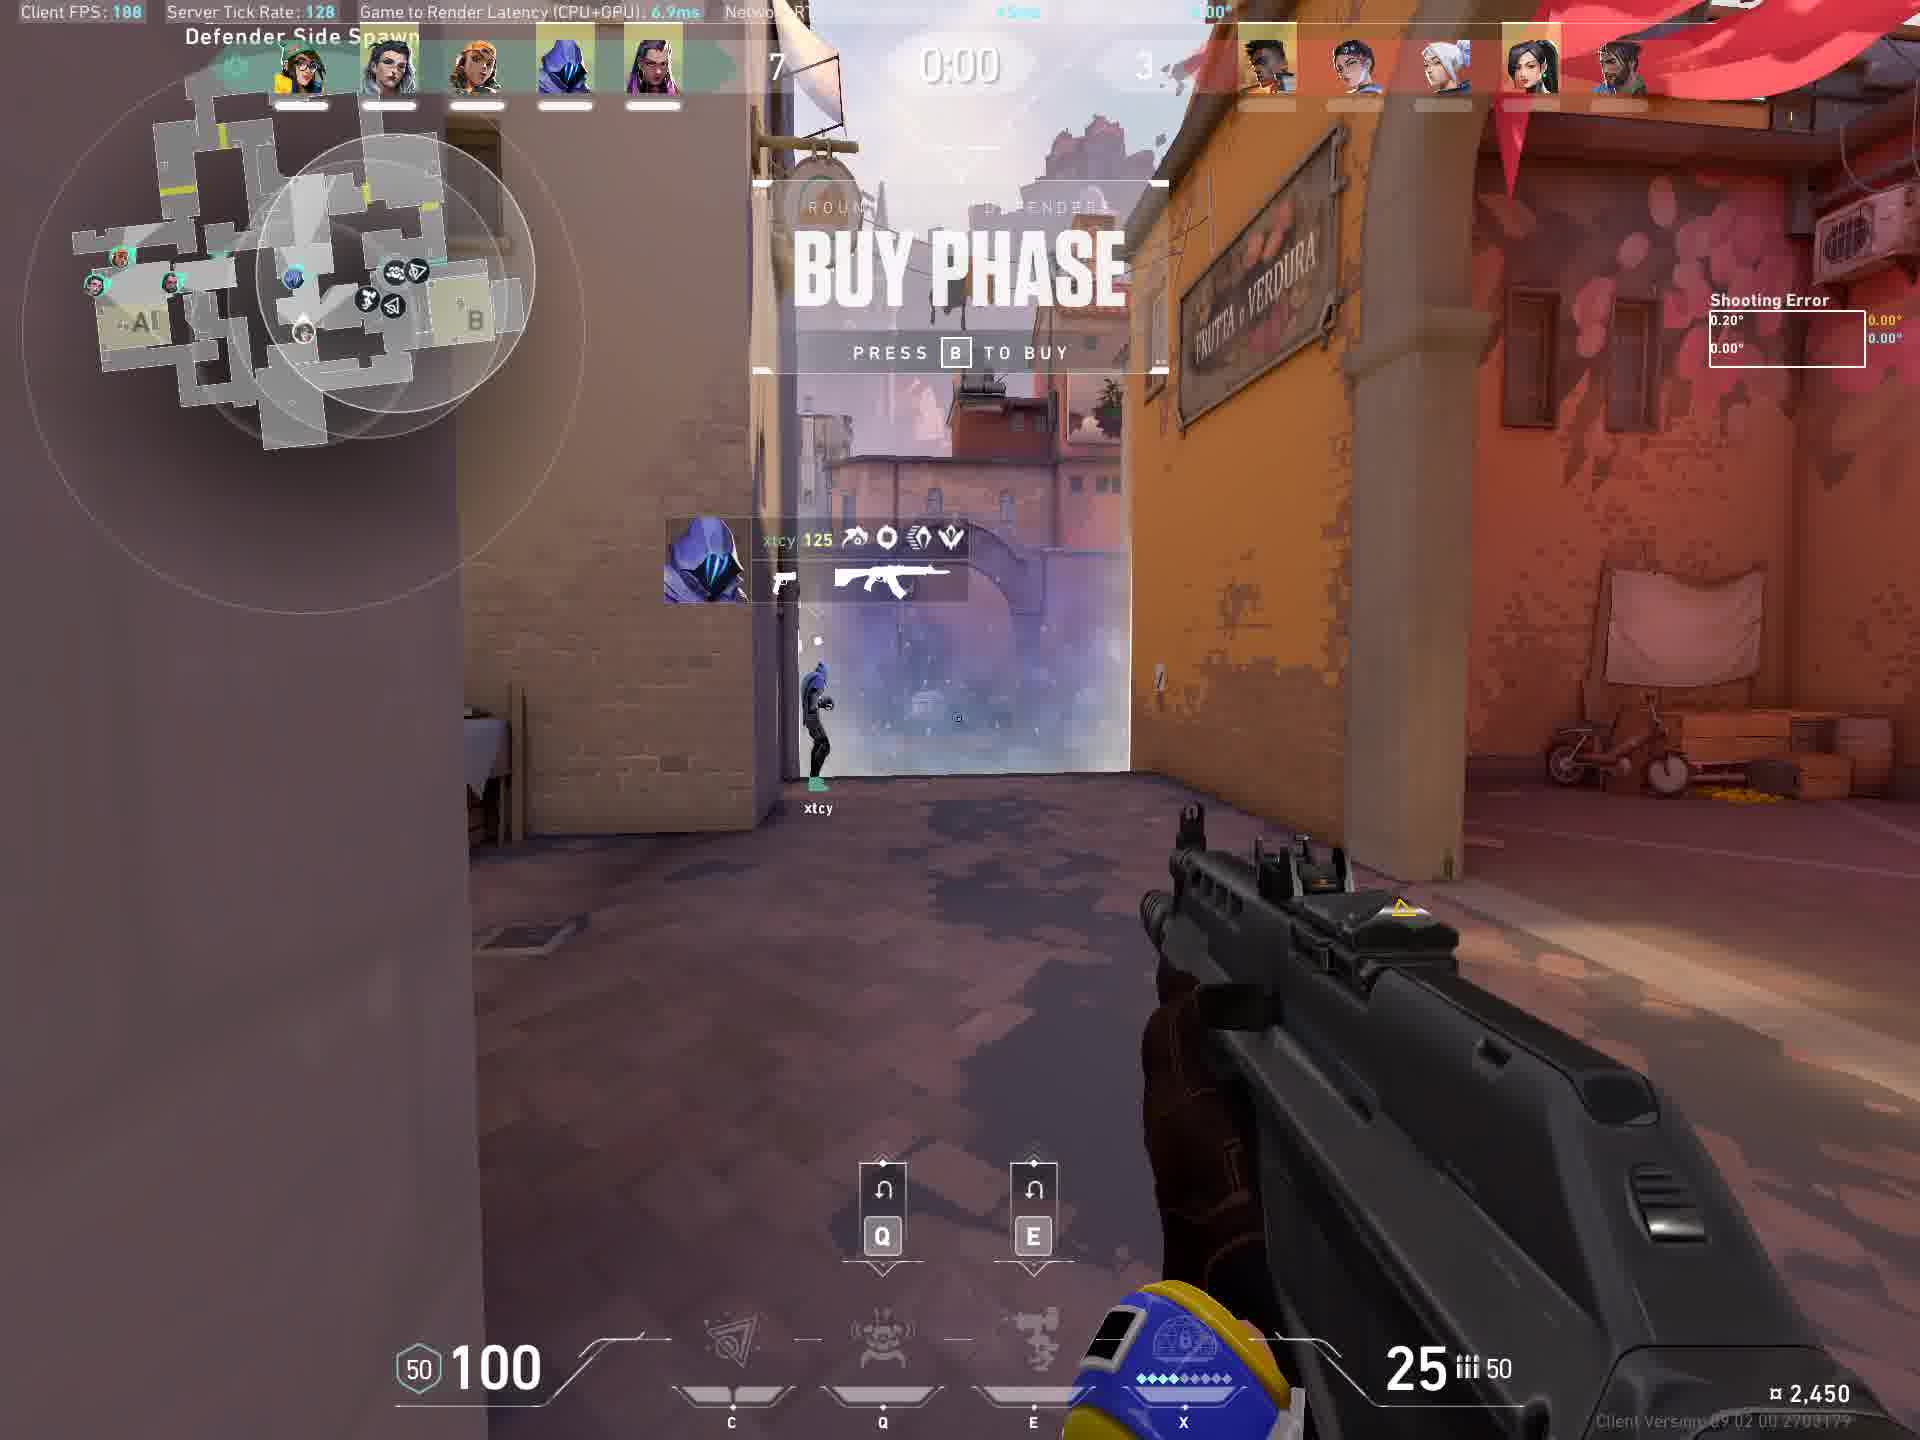 Client FPS: 188 Server Tick Rate: 128 Game to Render Latency (CPU+GPU): 6.9ms
Defender Side Spawn
7 0:00 3
DEFENDERS
BUY PHASE
PRESS B TO BUY
FRUTTA e VERDURA
Shooting Error
0.20° 0.00°
0.00° 0.00°
A
B
xtcy 125
xtcy
Q E
50 100
25 50
C Q E X
¤ 2,450